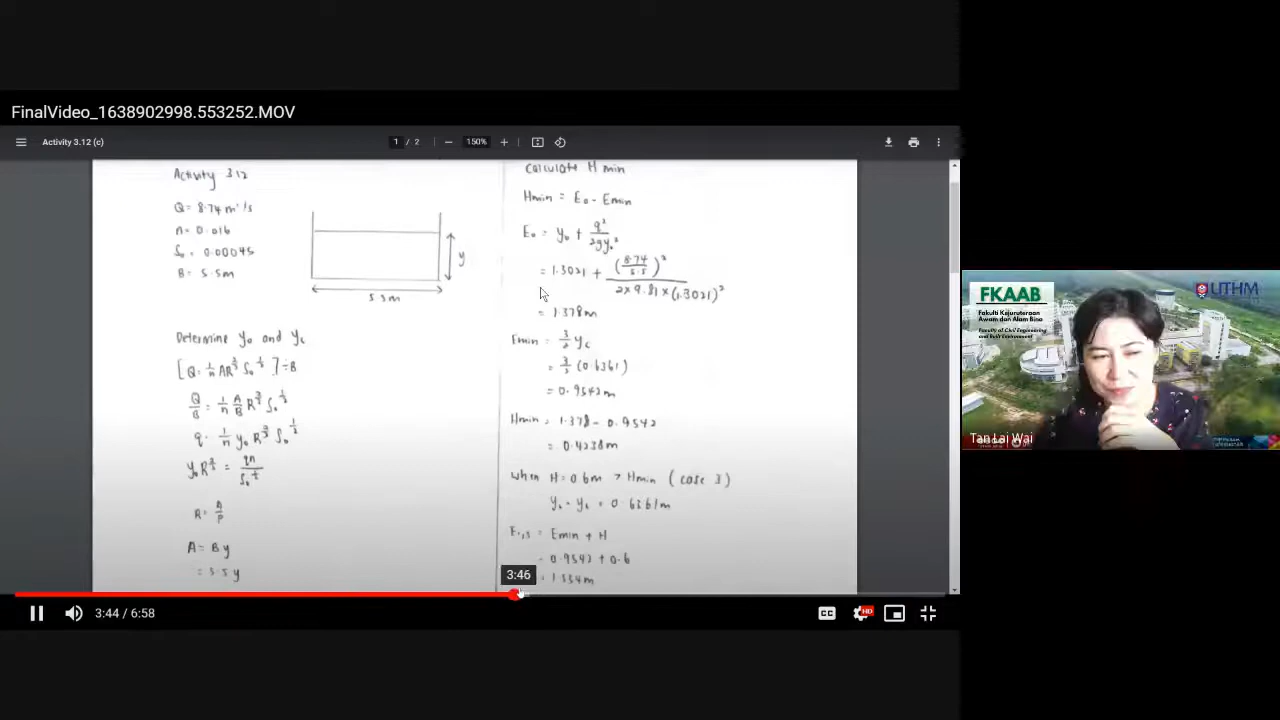 FinalVideo_1638902998.553252.MOV
Activity 3.12 (c)
1 / 2
150%
Activity 3.12
Q = 8.74 m³/s
n = 0.016
S₀ = 0.00045
B = 5.5m
y
5.5m
Determine y₀ and yc
[Q = 1/n AR^2/3 S₀^1/2] ÷ B
Q/B = 1/n A/B R^2/3 S₀^1/2
q = 1/n y₀ R^2/3 S₀^1/2
y₀R^2/3 = qn/S₀^1/2
R = A/P
A = By
= 5.5y
Calculate H min
Hmin = E₀ - Emin
E₀ = y₀ + q²/2gy₀²
= 1.3021 + (8.74/5.5)²/2 x 9.81 x (1.3021)²
= 1.378m
Emin = 3/2 yc
= 3/2 (0.6361)
= 0.9542m
Hmin = 1.378 - 0.9542
= 0.4238m
When H = 0.6m > Hmin (case 3)
y₂ = yc = 0.6361m
= Emin + H
= 0.9542 + 0.6
= 1.554m
3:46
3:44 / 6:58
CC
HD
FKAAB
Fakulti Kejuruteraan
Awam dan Alam Bina
Faculty of Civil Engineering
and Built Environment
UTHM
Tan Lai Wai